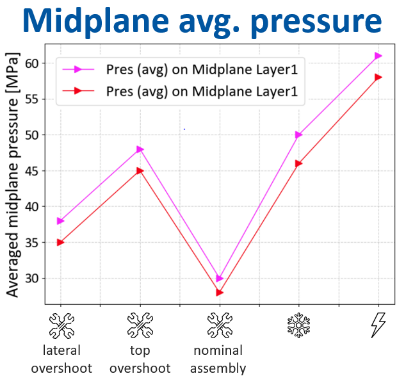 Midplane avg. pressure
Averaged midplane pressure [MPa]
60
55
50
45
40
35
30
Pres (avg) on Midplane Layer1
Pres (avg) on Midplane Layer1
lateral
overshoot
top
overshoot
nominal
assembly